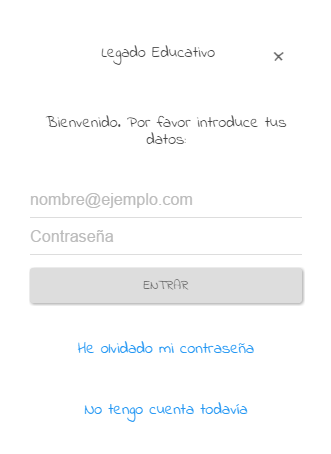 Legado Educativo ×
Bienvenido. Por favor introduce tus
datos:
nombre@ejemplo.com
Contraseña
ENTRAR
He olvidado mi contraseña
No tengo cuenta todavía